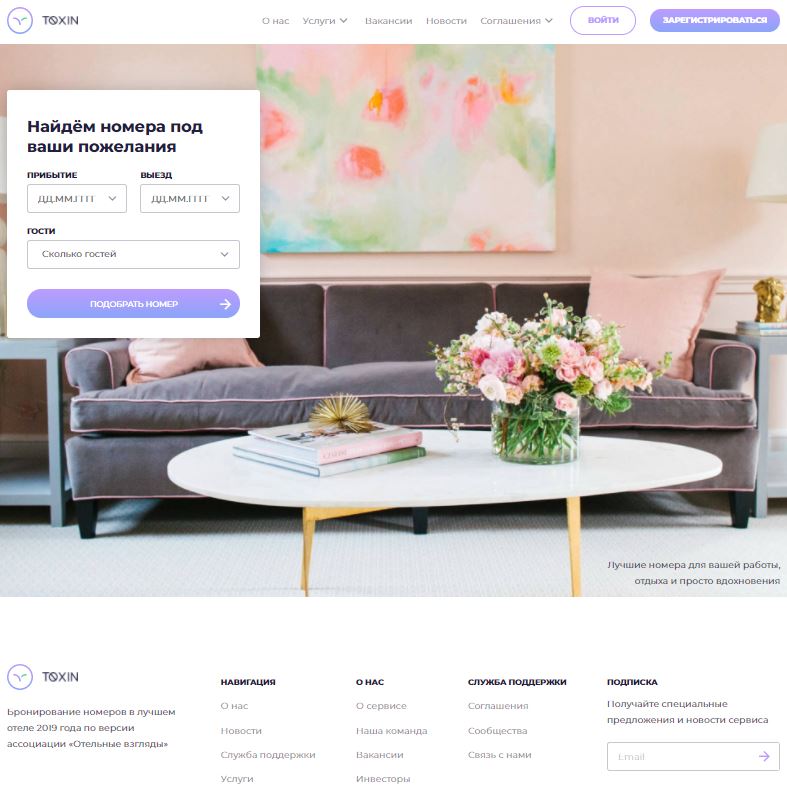 TOXIN
О нас Услуги Вакансии Новости Соглашения ВОЙТИ ЗАРЕГИСТРИРОВАТЬСЯ
Найдём номера под
ваши пожелания
ПРИБЫТИЕ ВЫЕЗД
ДД.ММ.ГГГГ ДД.ММ.ГГГГ
ГОСТИ
Сколько гостей
ПОДОБРАТЬ НОМЕР
Лучшие номера для вашей работы,
отдыха и просто вдохновения
TOXIN
Бронирование номеров в лучшем
отеле 2019 года по версии
ассоциации «Отельные взгляды»
НАВИГАЦИЯ
О нас
Новости
Служба поддержки
Услуги
О НАС
О сервисе
Наша команда
Вакансии
Инвесторы
СЛУЖБА ПОДДЕРЖКИ
Соглашения
Сообщества
Связь с нами
ПОДПИСКА
Получайте специальные
предложения и новости сервиса
Email